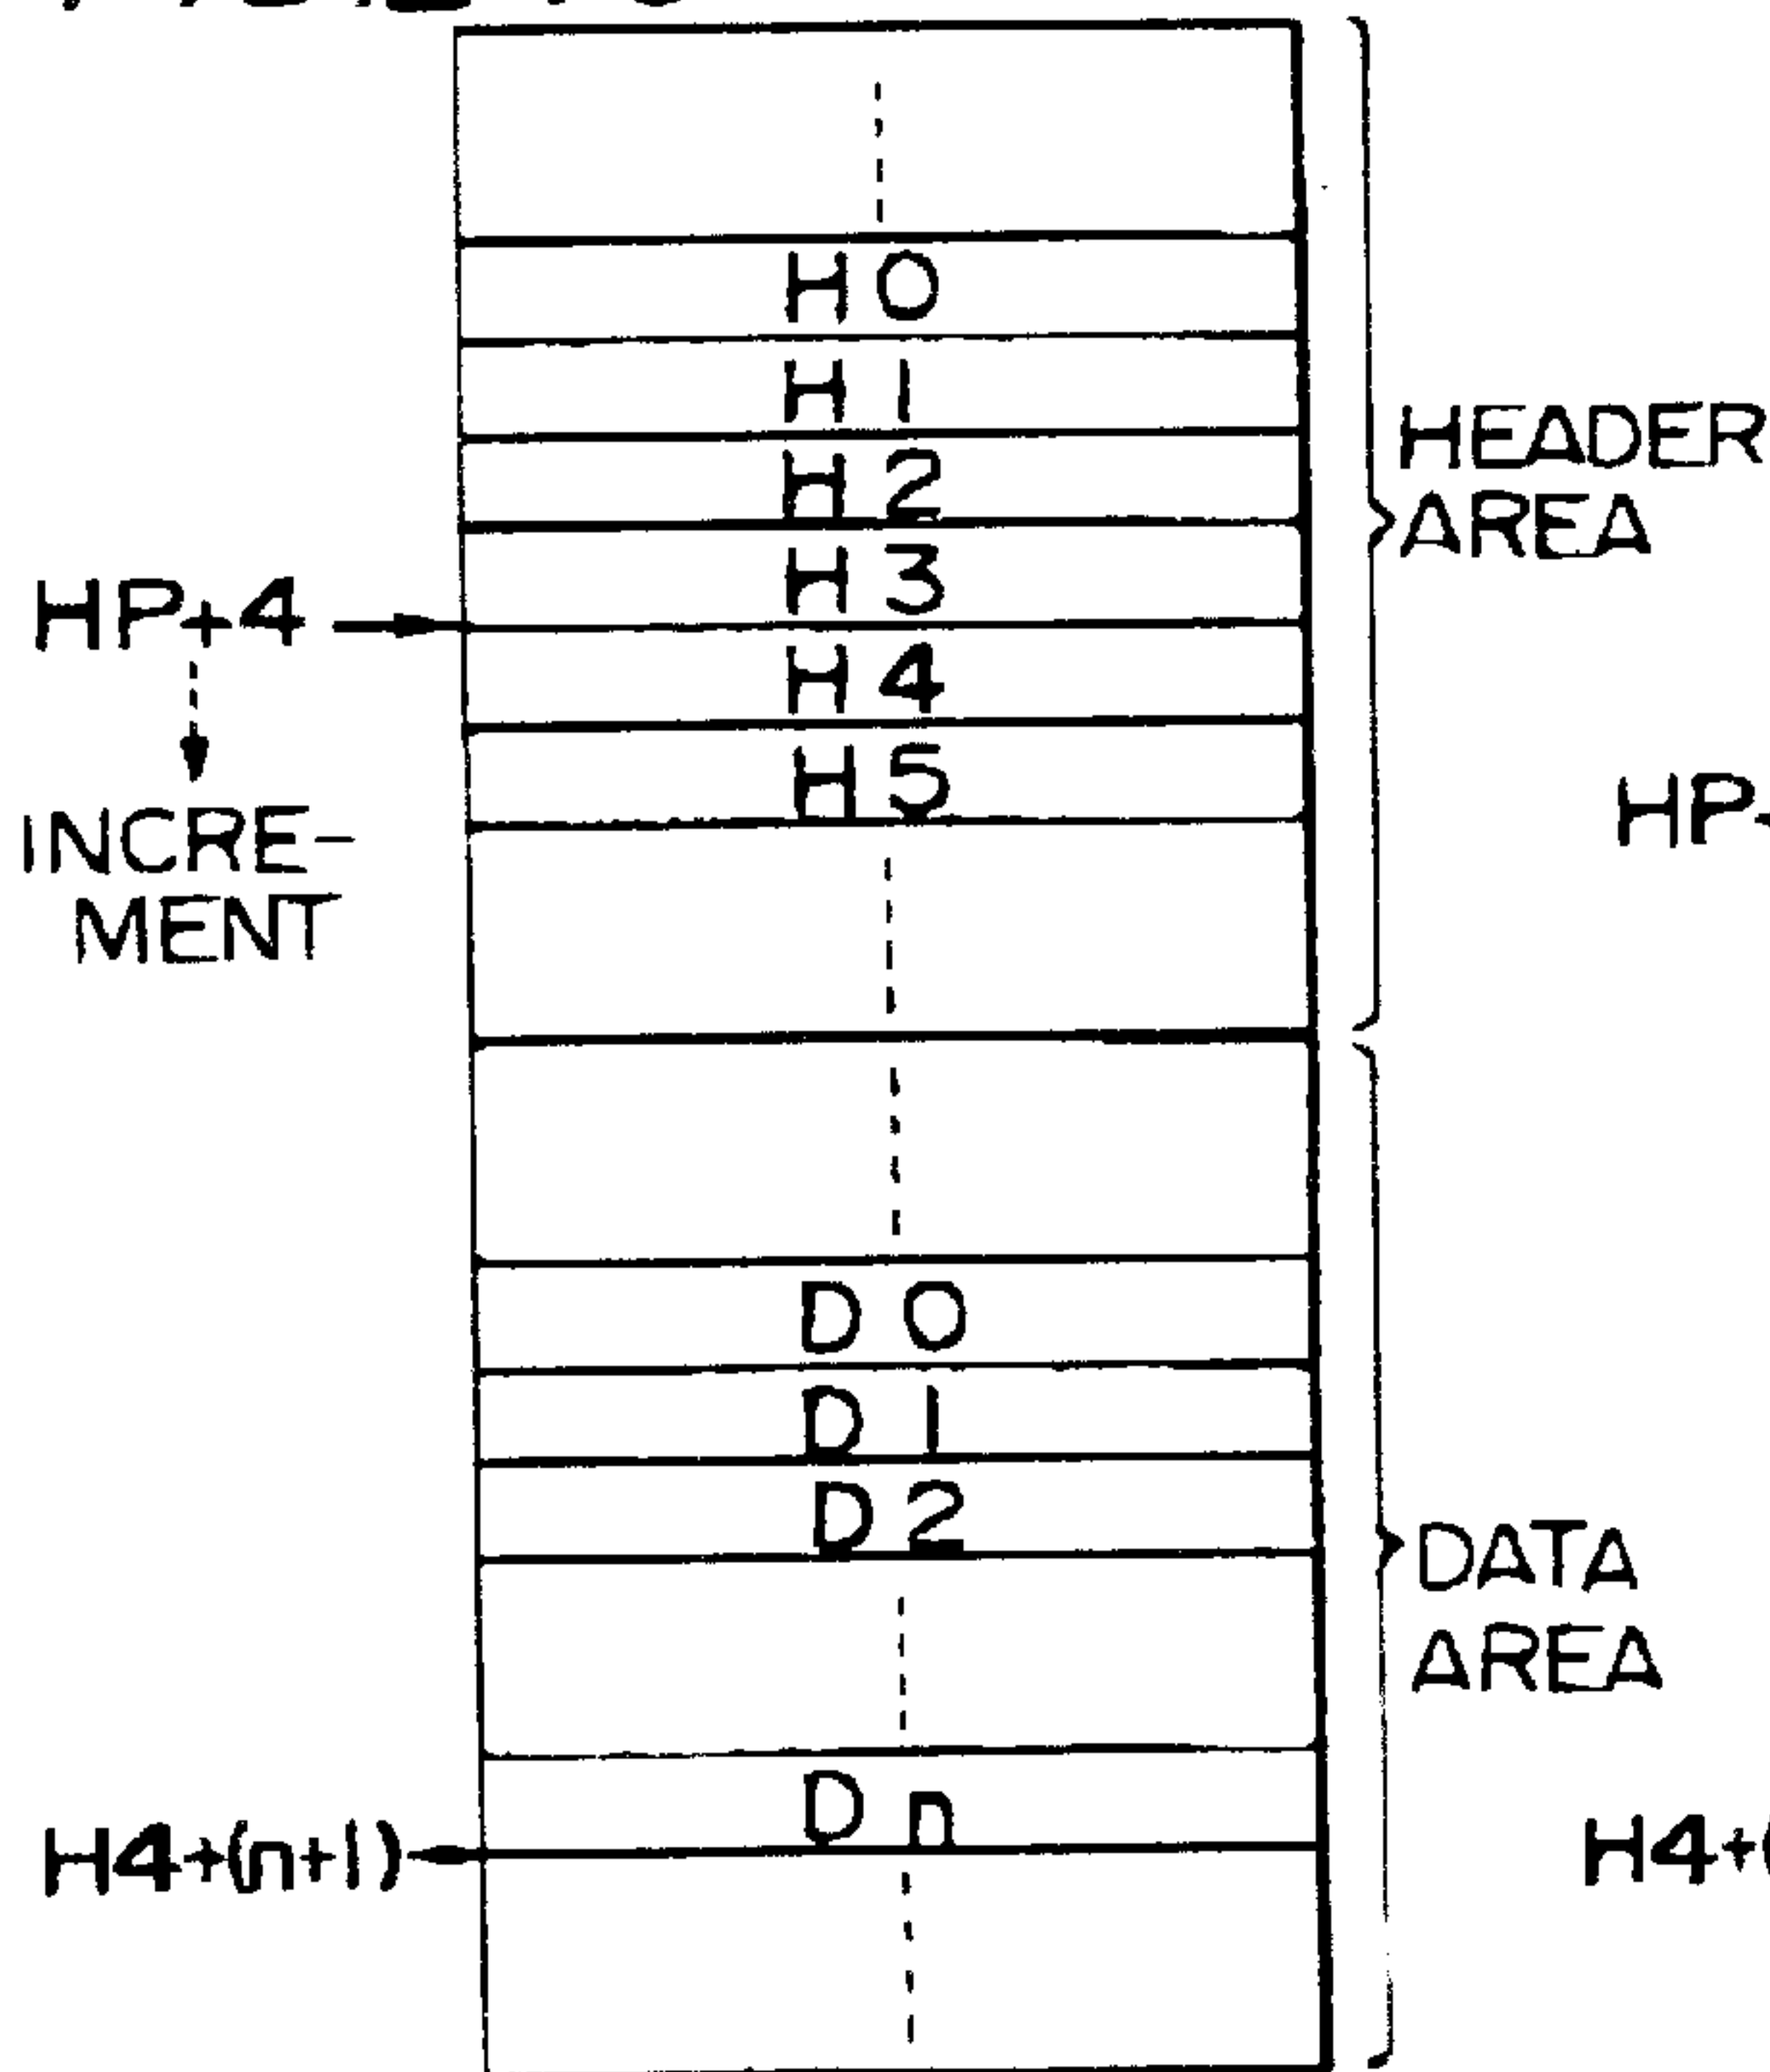 H0
H1
H2
HEADER
AREA
H3
HP+4
H4
H5
INCRE-
MENT
D0
D1
D2
DATA
AREA
Dn
H4+(n+1)